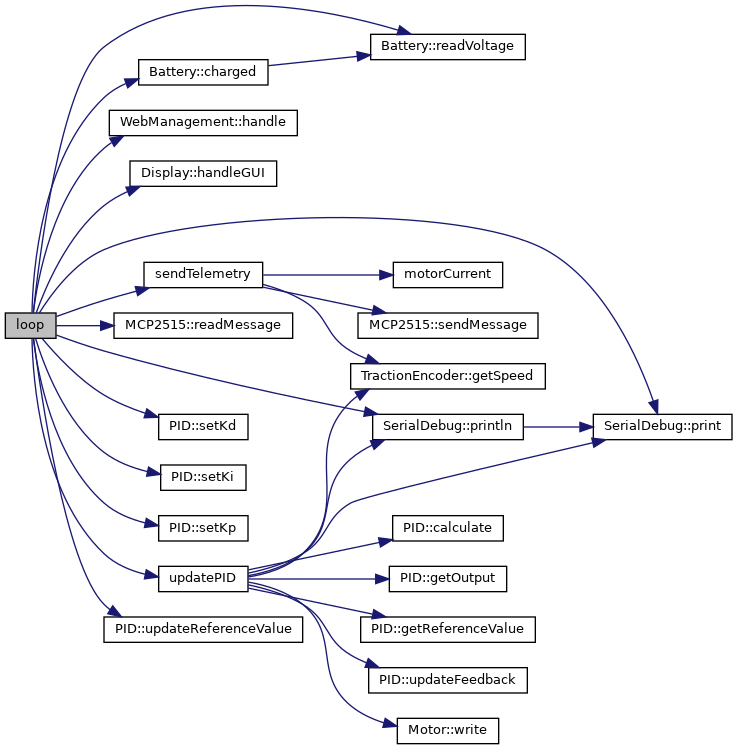 Battery::readVoltage
Battery::charged
WebManagement::handle
Display::handleGUI
sendTelemetry
motorCurrent
loop
MCP2515::readMessage
MCP2515::sendMessage
TractionEncoder::getSpeed
PID::setKd
SerialDebug::println
SerialDebug::print
PID::setKi
PID::setKp
PID::calculate
updatePID
PID::getOutput
PID::updateReferenceValue
PID::getReferenceValue
PID::updateFeedback
Motor::write